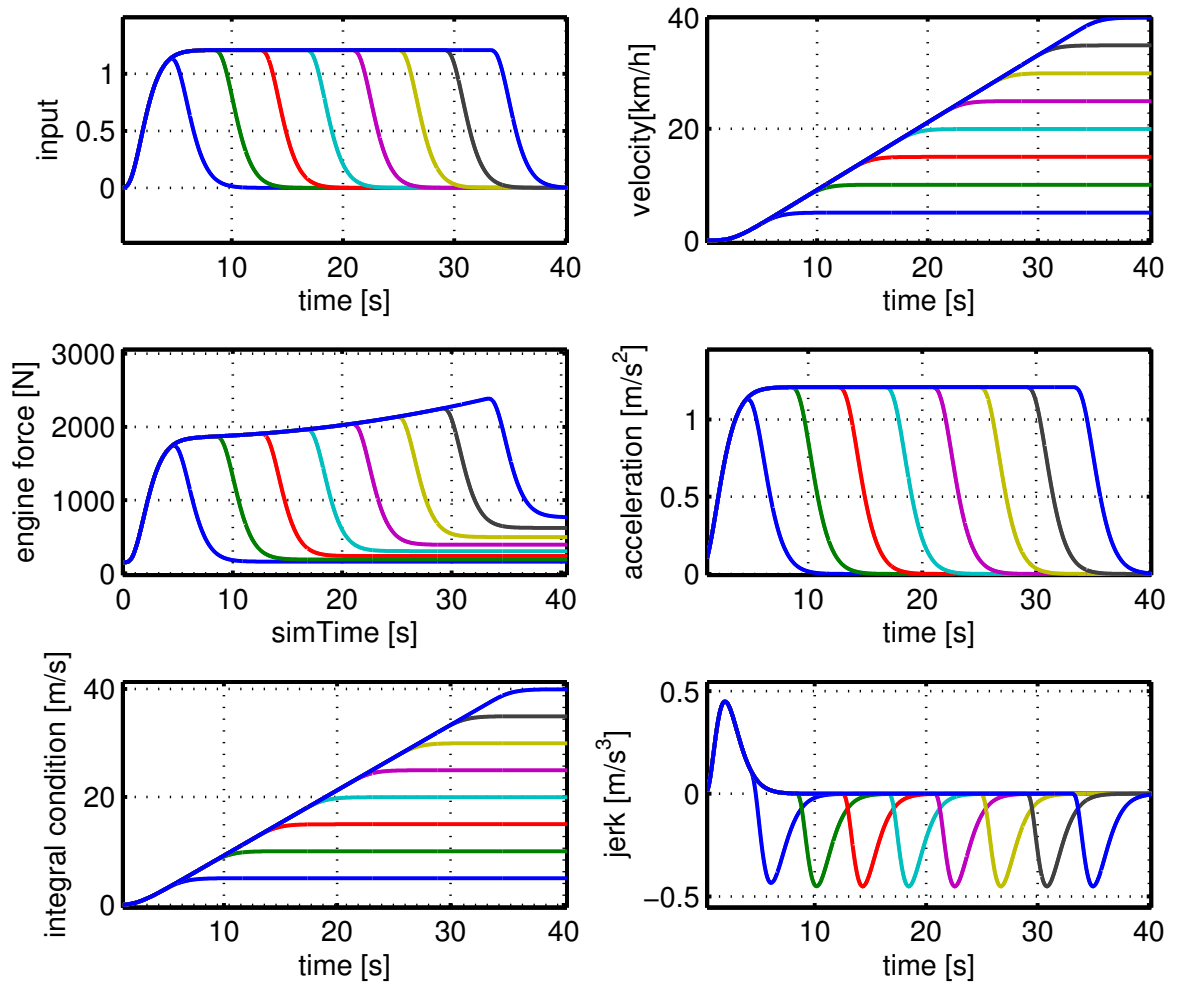 input
1
0.5
0
10 20 30 40
time [s]
velocity[km/h]
40
20
0
10 20 30 40
time [s]
engine force [N]
3000
2000
1000
0
0 10 20 30 40
simTime [s]
acceleration [m/s²]
1
0.5
0
10 20 30 40
time [s]
integral condition [m/s]
40
20
0
10 20 30 40
time [s]
jerk [m/s³]
0.5
0
−0.5
10 20 30 40
time [s]